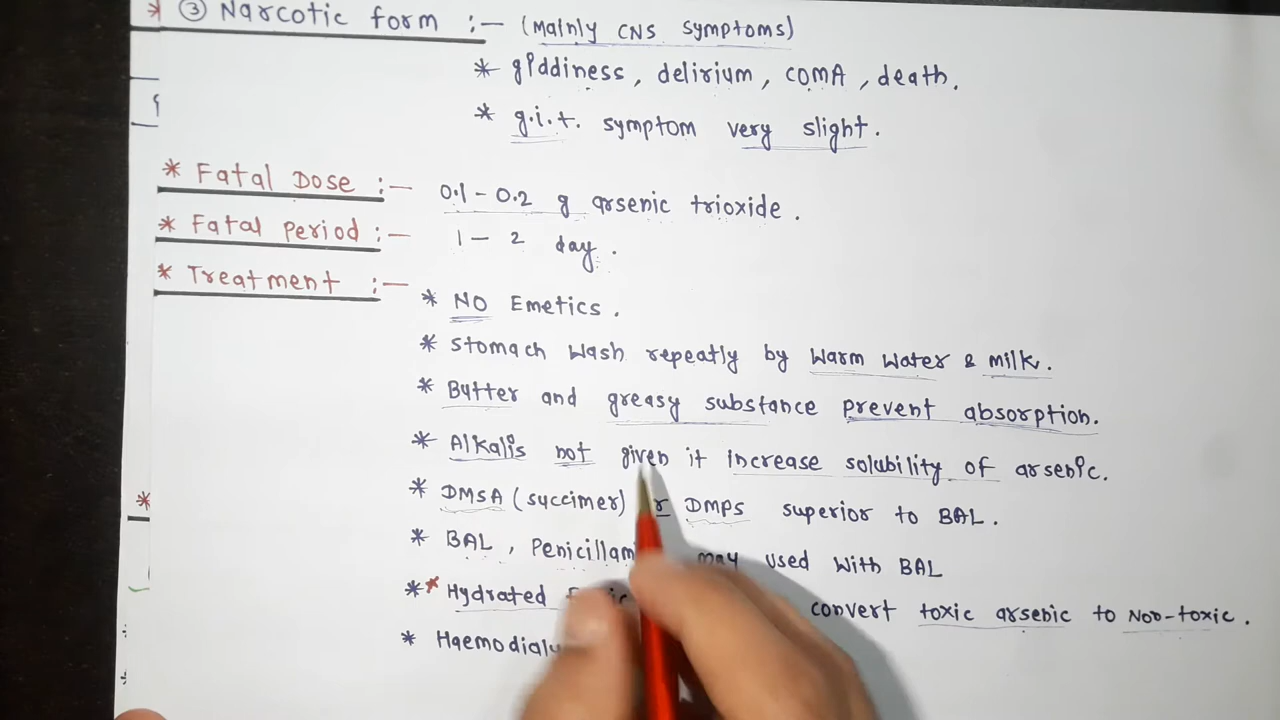 * ③ Narcotic form :— (Mainly CNS symptoms)
* giddiness, delirium, COMA, death.
* g.i.t. symptom very slight.
* Fatal Dose :— 0.1 - 0.2 g arsenic trioxide.
* Fatal Period :— 1 - 2 day.
* Treatment :—
* NO Emetics.
* Stomach wash repeatly by warm water & milk.
* Butter and greasy substance prevent absorption.
* Alkalis not given it increase solubility of arsenic.
* DMSA (succimer) or DMPS superior to BAL.
* BAL, Penicillam may used with BAL
** Hydrated convert toxic arsenic to Non-toxic.
* Haemodialy